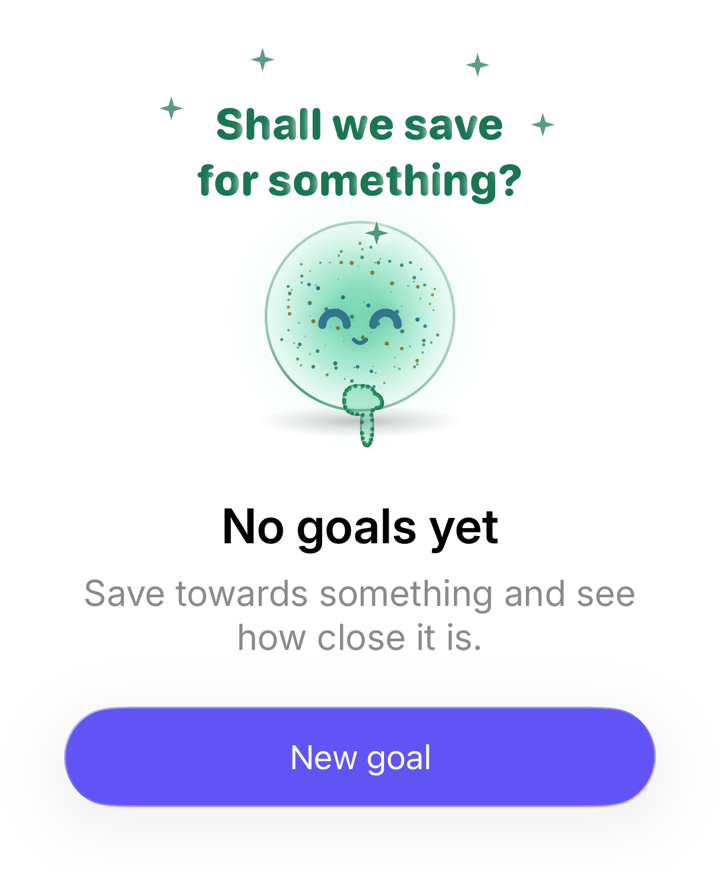 Shall we save
for something?
No goals yet
Save towards something and see
how close it is.
New goal